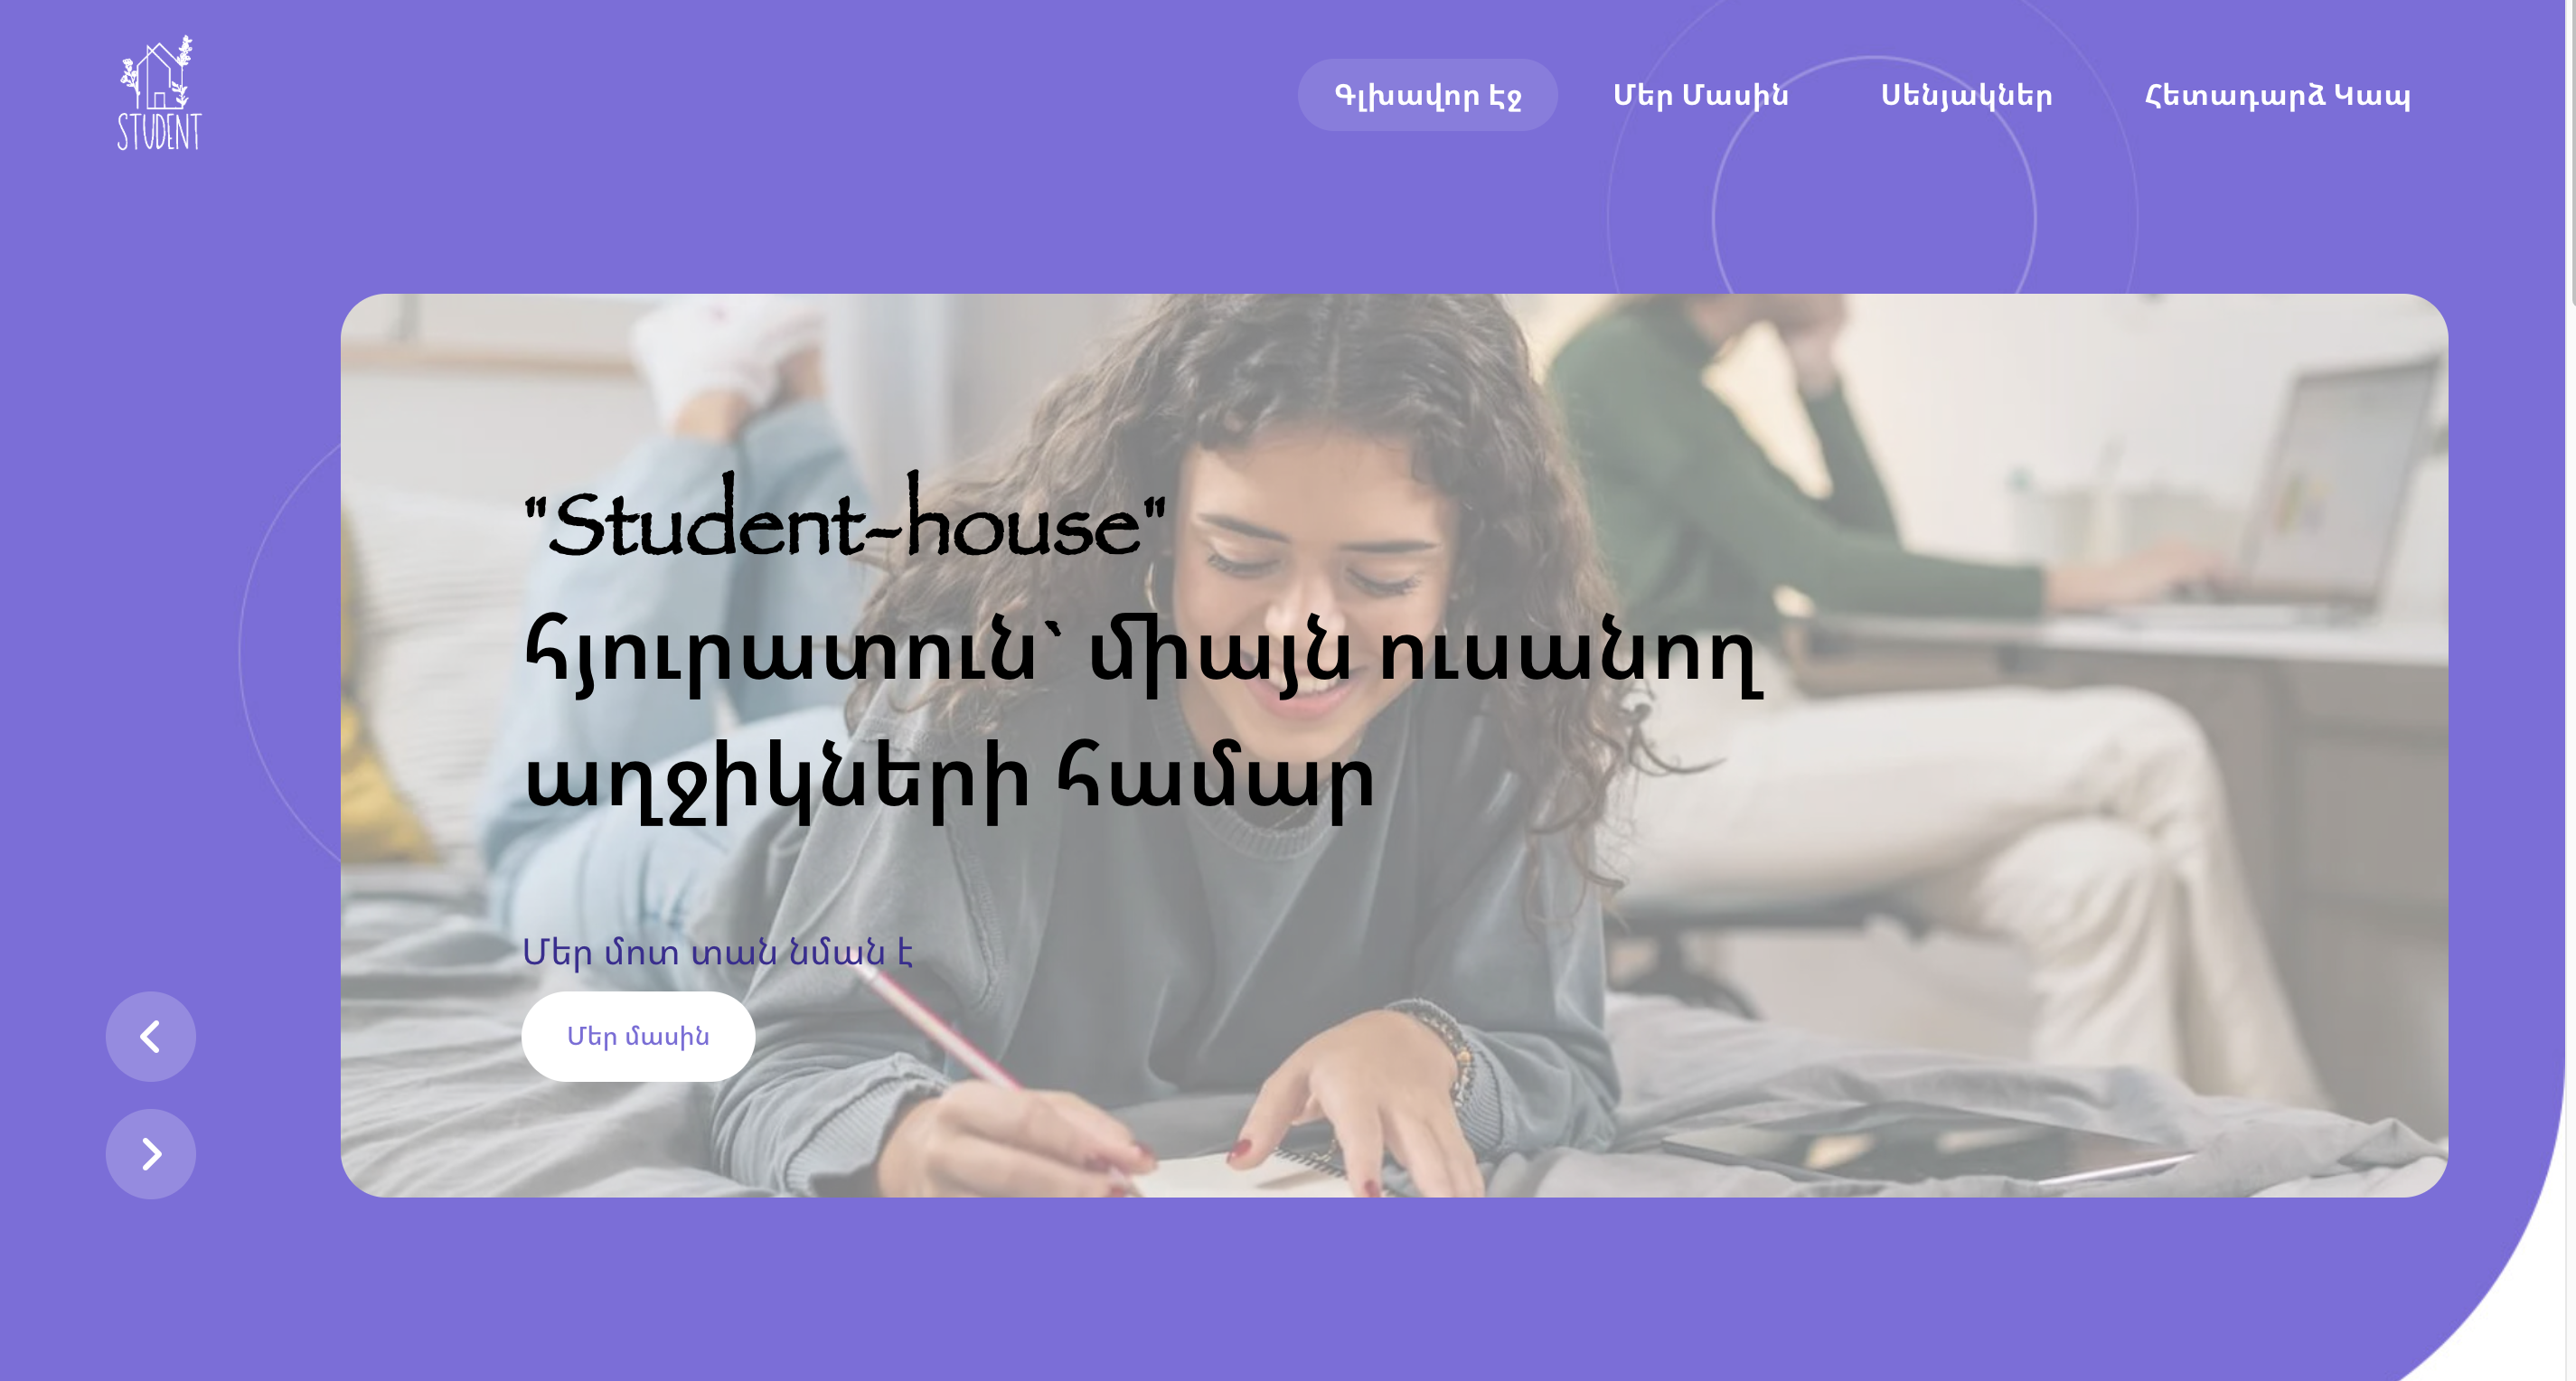 STUDENT
Գլխավոր Էջ
Մեր Մասին
Սենյակներ
Հետադարձ Կապ
"Student-house"
հյուրատուն՝ միայն ուսանող
աղջիկների համար
Մեր մոտ տան նման է
Մեր մասին